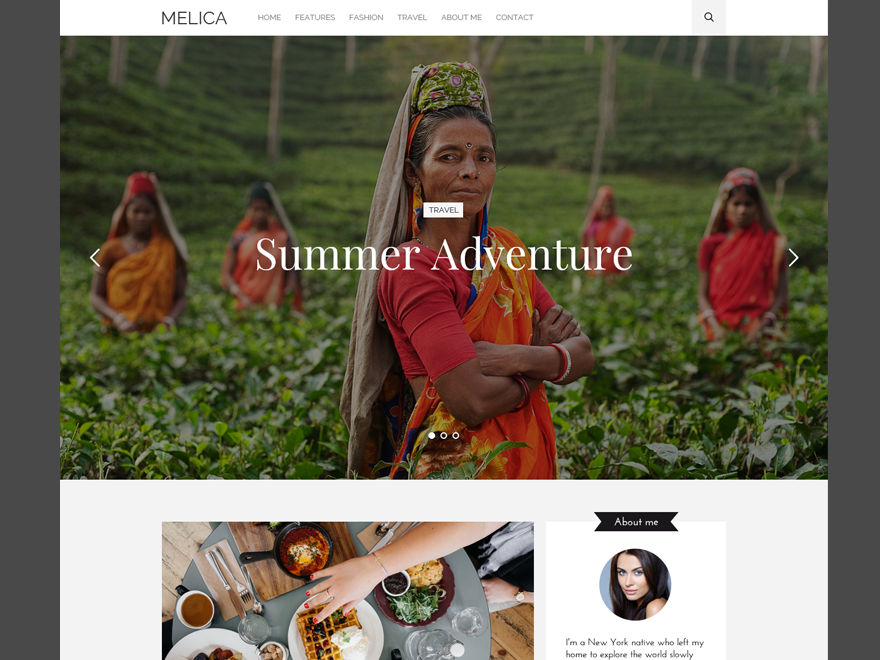 MELICA
HOME FEATURES FASHION TRAVEL ABOUT ME CONTACT
TRAVEL
Summer Adventure
About me
I'm a New York native who left my
home to explore the world slowly